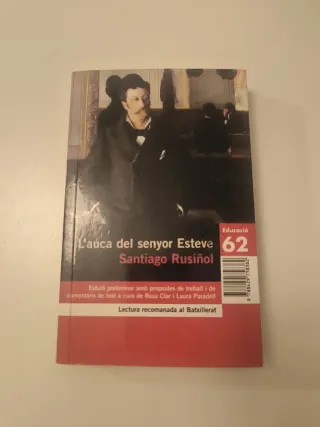 L'auca del senyor Esteve
Santiago Rusiñol
Educació
62
Estudi preliminar amb propostes de treball i de
comentaris de text a cura de Rosa Clar i Laura Paradell
Lectura recomanada al Batxillerat